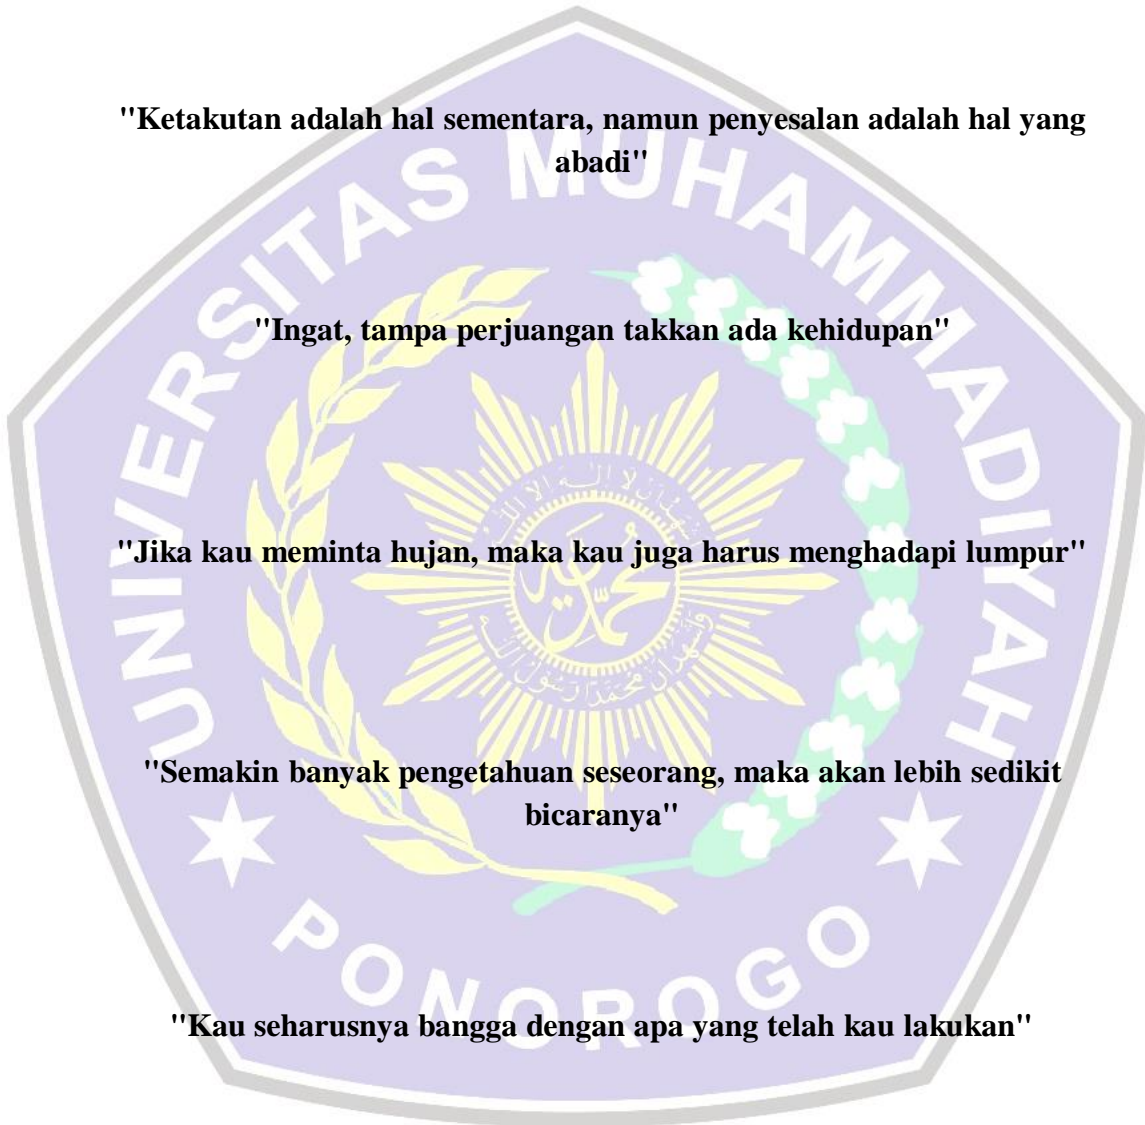 "Ketakutan adalah hal sementara, namun penyesalan adalah hal yang
abadi"
UNIVERSITAS MUHAMMADIYAH
"Ingat, tampa perjuangan takkan ada kehidupan"
"Jika kau meminta hujan, maka kau juga harus menghadapi lumpur"
محمدية
"Semakin banyak pengetahuan seseorang, maka akan lebih sedikit
bicaranya"
PONOROGO
"Kau seharusnya bangga dengan apa yang telah kau lakukan"